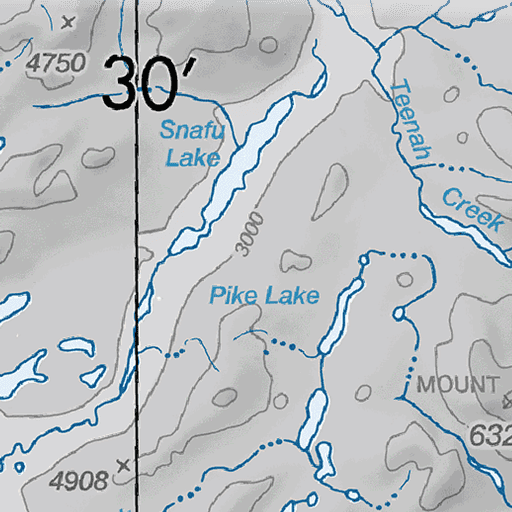 4750
30′
Teenah
Snafu
Lake
Creek
3000
Pike Lake
MOUNT
632
4908